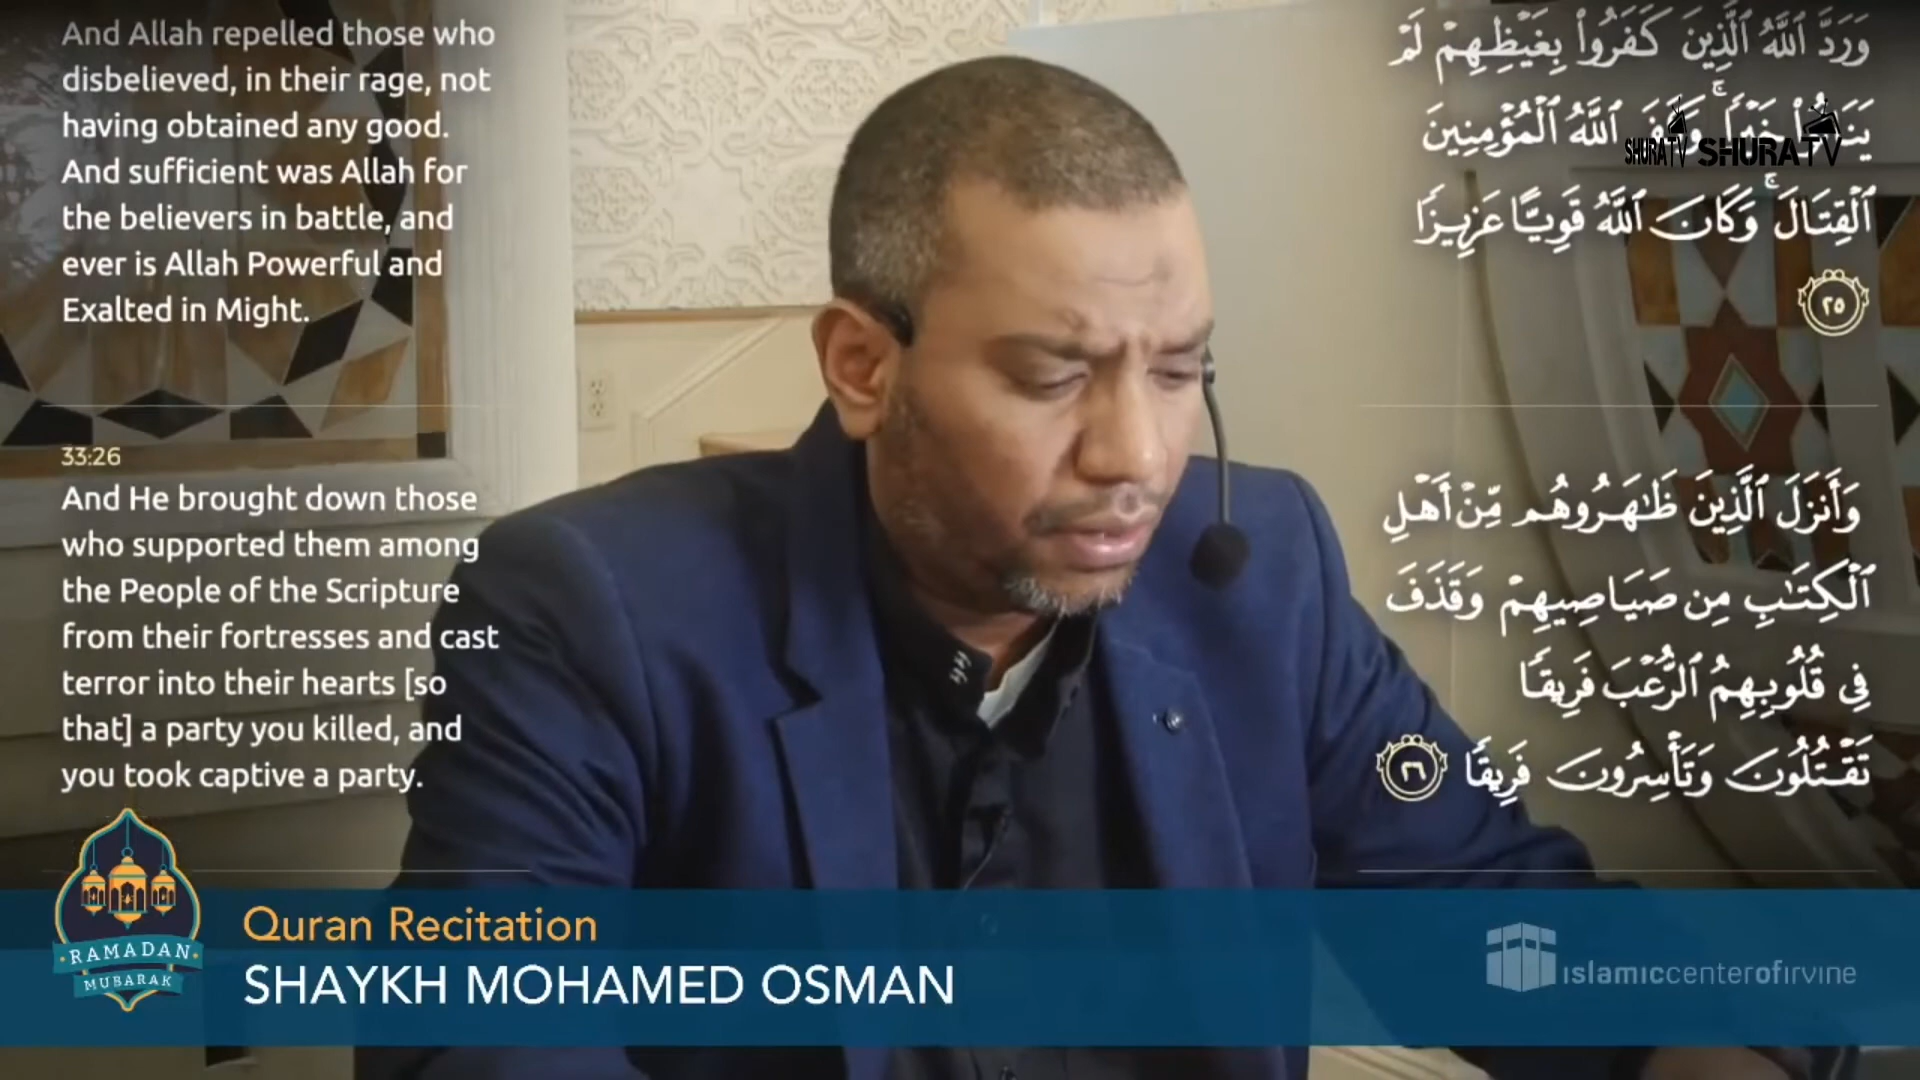 And Allah repelled those who
disbelieved, in their rage, not
having obtained any good.
And sufficient was Allah for
the believers in battle, and
ever is Allah Powerful and
Exalted in Might.
وَرَدَّ ٱللَّهُ ٱلَّذِينَ كَفَرُوا۟ بِغَيْظِهِمْ لَمْ
يَنَالُوا۟ خَيْرًا ۚ وَكَفَى ٱللَّهُ ٱلْمُؤْمِنِينَ
ٱلْقِتَالَ ۚ وَكَانَ ٱللَّهُ قَوِيًّا عَزِيزًا
٢٥
SHURATV SHURATV
33:26
And He brought down those
who supported them among
the People of the Scripture
from their fortresses and cast
terror into their hearts [so
that] a party you killed, and
you took captive a party.
وَأَنزَلَ ٱلَّذِينَ ظَـٰهَرُوهُم مِّنْ أَهْلِ
ٱلْكِتَـٰبِ مِن صَيَاصِيهِمْ وَقَذَفَ
فِى قُلُوبِهِمُ ٱلرُّعْبَ فَرِيقًا
تَقْتُلُونَ وَتَأْسِرُونَ فَرِيقًا ٢٦
RAMADAN
MUBARAK
Quran Recitation
SHAYKH MOHAMED OSMAN
islamiccenterofirvine